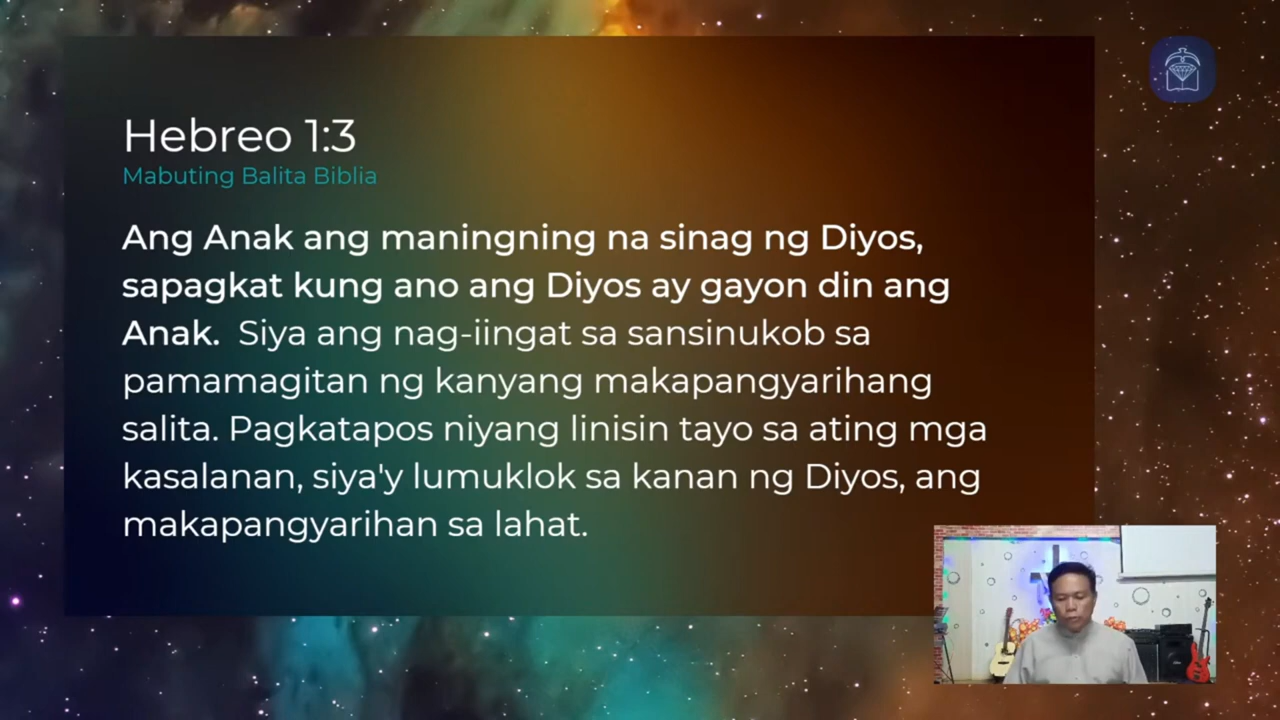 Hebreo 1:3
Mabuting Balita Biblia
Ang Anak ang maningning na sinag ng Diyos,
sapagkat kung ano ang Diyos ay gayon din ang
Anak. Siya ang nag-iingat sa sansinukob sa
pamamagitan ng kanyang makapangyarihang
salita. Pagkatapos niyang linisin tayo sa ating mga
kasalanan, siya'y lumuklok sa kanan ng Diyos, ang
makapangyarihan sa lahat.